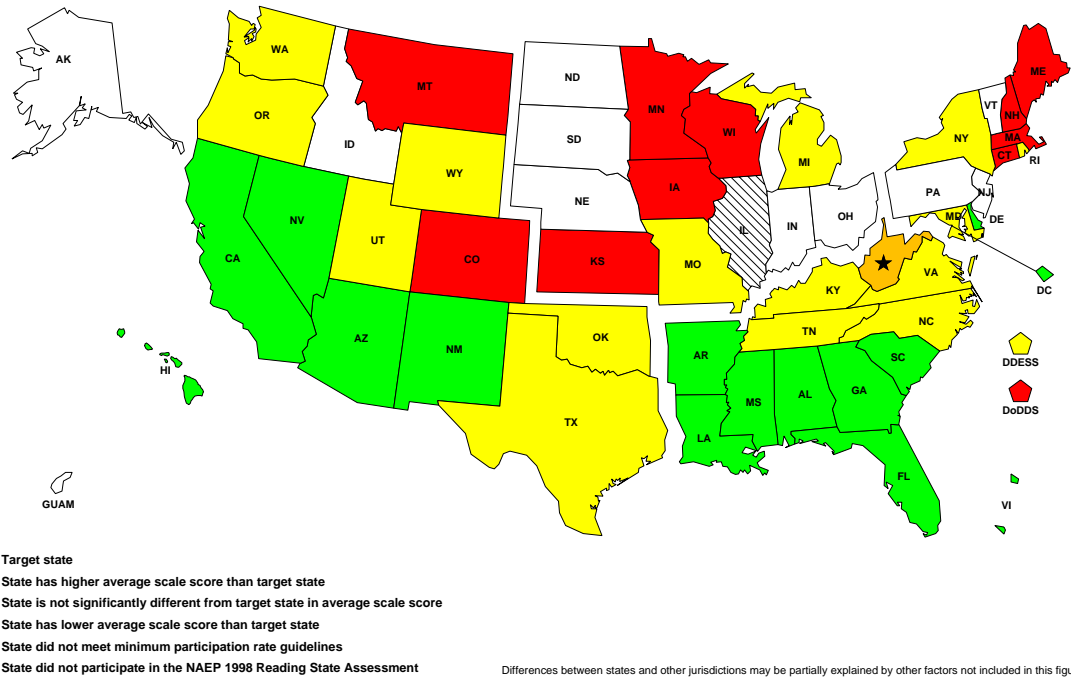 AK
WA
MT
ND
MN
ME
VT
NH
OR
SD
WI
NY
MA
ID
MI
CT
RI
WY
IA
PA
NJ
NE
NV
OH
IN
IL
MD
DE
UT
CA
CO
KS
MO
VA
KY
DC
NC
TN
OK
AZ
NM
AR
SC
DDESS
HI
GA
AL
MS
DoDDS
TX
LA
FL
GUAM
VI
Target state
State has higher average scale score than target state
State is not significantly different from target state in average scale score
State has lower average scale score than target state
State did not meet minimum participation rate guidelines
State did not participate in the NAEP 1998 Reading State Assessment
Differences between states and other jurisdictions may be partially explained by other factors not included in this figu